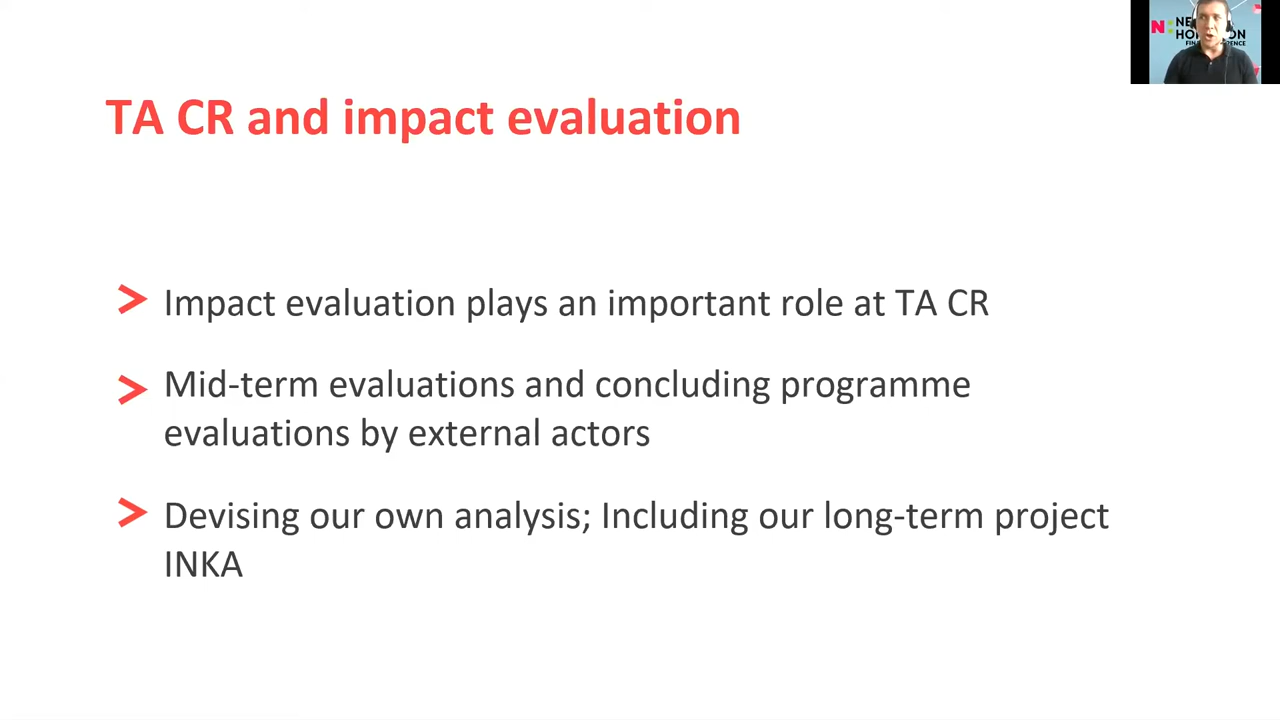 TA CR and impact evaluation
Impact evaluation plays an important role at TA CR
Mid-term evaluations and concluding programme
evaluations by external actors
Devising our own analysis; Including our long-term project
INKA